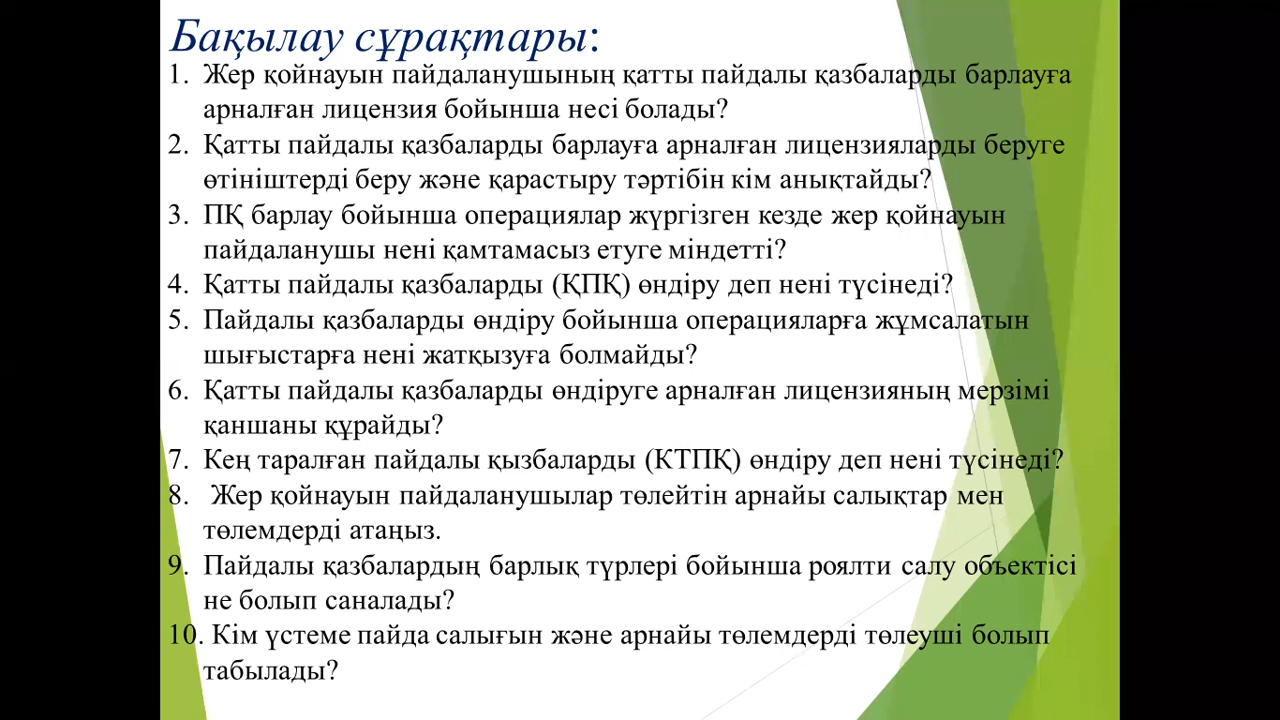 Бақылау сұрақтары:
1. Жер қойнауын пайдаланушының қатты пайдалы қазбаларды барлауға
арналған лицензия бойынша несі болады?
2. Қатты пайдалы қазбаларды барлауға арналған лицензияларды беруге
өтініштерді беру және қарастыру тәртібін кім анықтайды?
3. ПҚ барлау бойынша операциялар жүргізген кезде жер қойнауын
пайдаланушы нені қамтамасыз етуге міндетті?
4. Қатты пайдалы қазбаларды (ҚПҚ) өндіру деп нені түсінеді?
5. Пайдалы қазбаларды өндіру бойынша операцияларға жұмсалатын
шығыстарға нені жатқызуға болмайды?
6. Қатты пайдалы қазбаларды өндіруге арналған лицензияның мерзімі
қаншаны құрайды?
7. Кең таралған пайдалы қызбаларды (КТПҚ) өндіру деп нені түсінеді?
8. Жер қойнауын пайдаланушылар төлейтін арнайы салықтар мен
төлемдерді атаңыз.
9. Пайдалы қазбалардың барлық түрлері бойынша роялти салу объектісі
не болып саналады?
10. Кім үстеме пайда салығын және арнайы төлемдерді төлеуші болып
табылады?